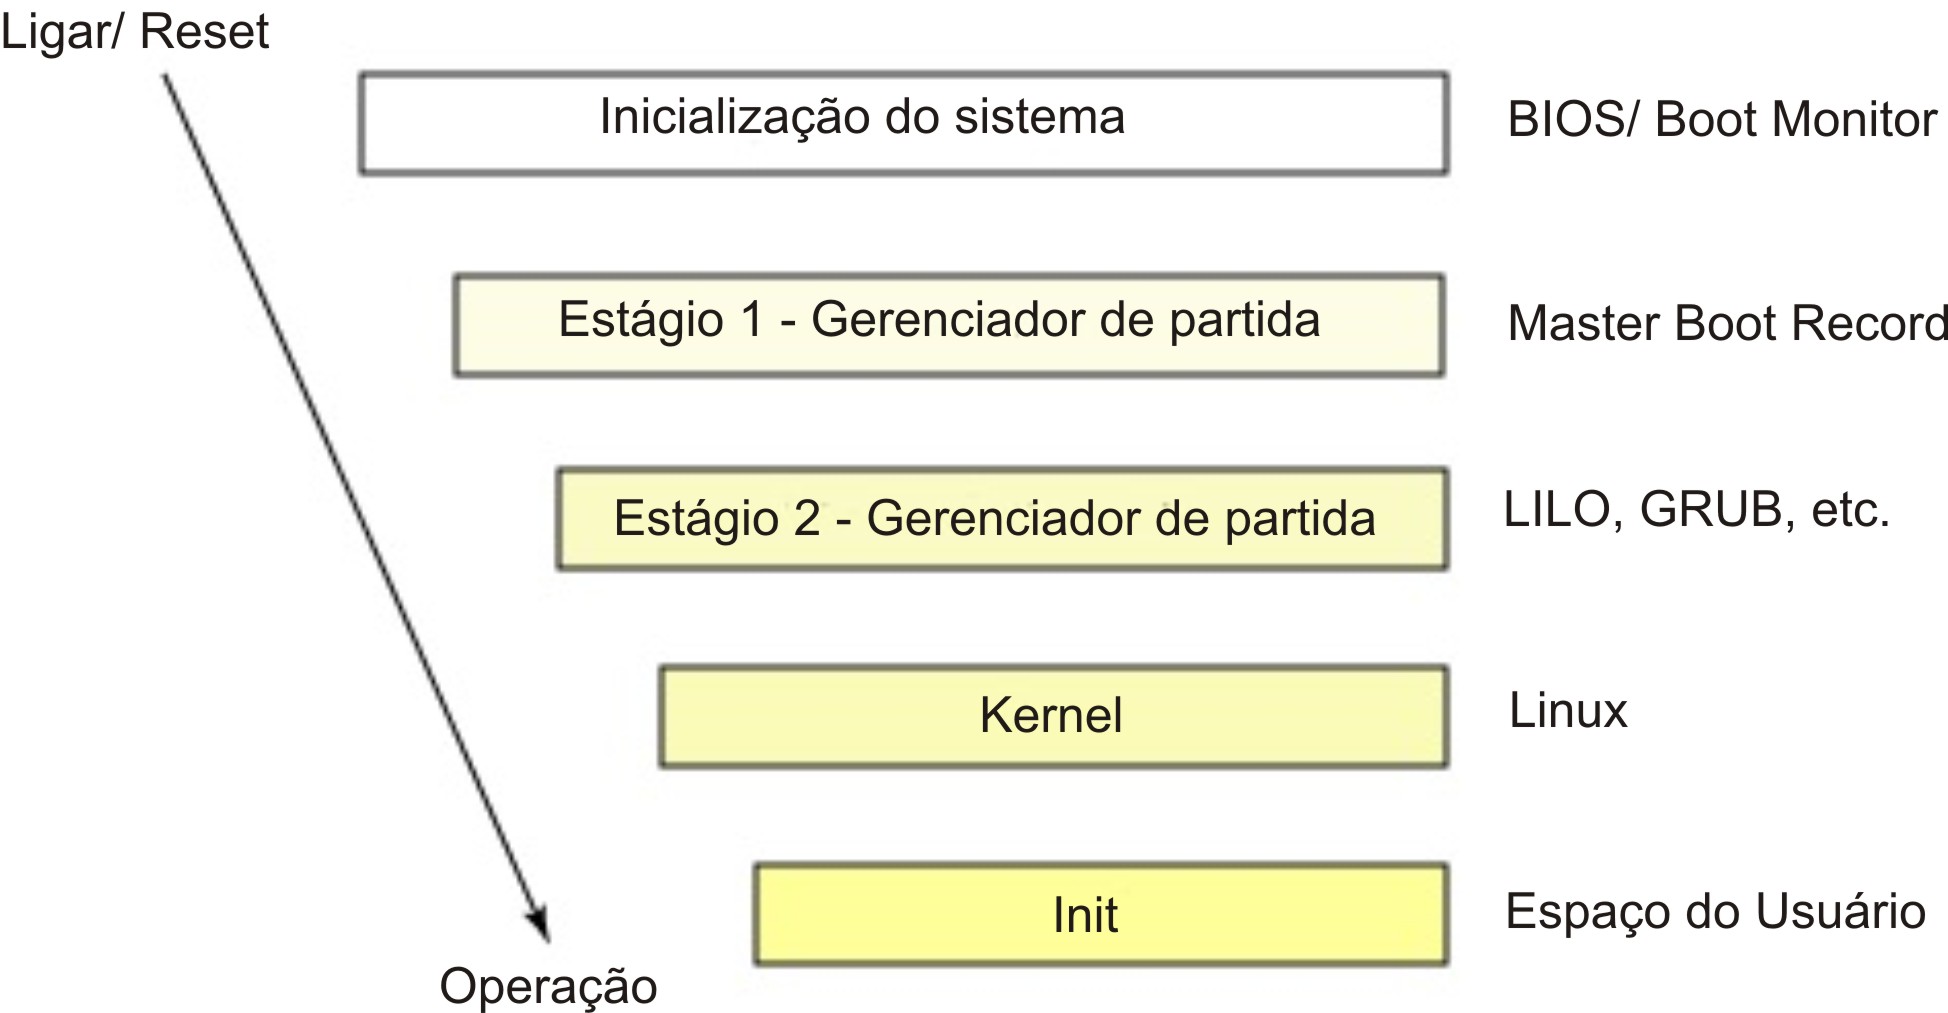 Ligar/ Reset
Inicialização do sistema
BIOS/ Boot Monitor
Estágio 1 - Gerenciador de partida
Master Boot Record
Estágio 2 - Gerenciador de partida
LILO, GRUB, etc.
Kernel
Linux
Init
Espaço do Usuário
Operação